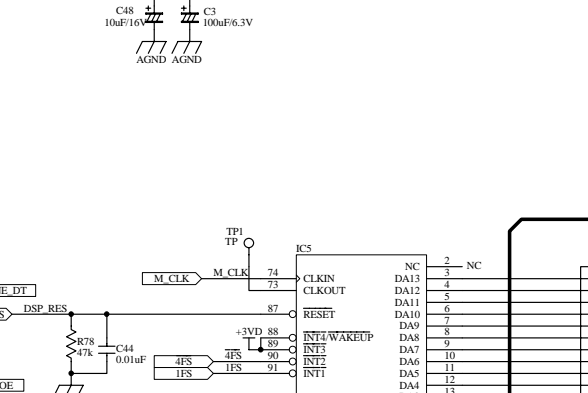 C48
10uF/16V
C3
100uF/6.3V
AGND AGND
TP1
TP
IC5
M_CLK
M_CLK 74
73
CLKIN
CLKOUT
NC
DA13
DA12
DA11
DA10
DA9
DA8
DA7
DA6
DA5
DA4
2 NC
3
4
5
6
7
8
9
10
11
12
13
E_DT
S
DSP_RES
87
RESET
R78
47k
C44
0.01uF
+3VD
88
89
INT4/WAKEUP
INT3
4FS
4FS 90
INT2
1FS
1FS 91
INT1
OE